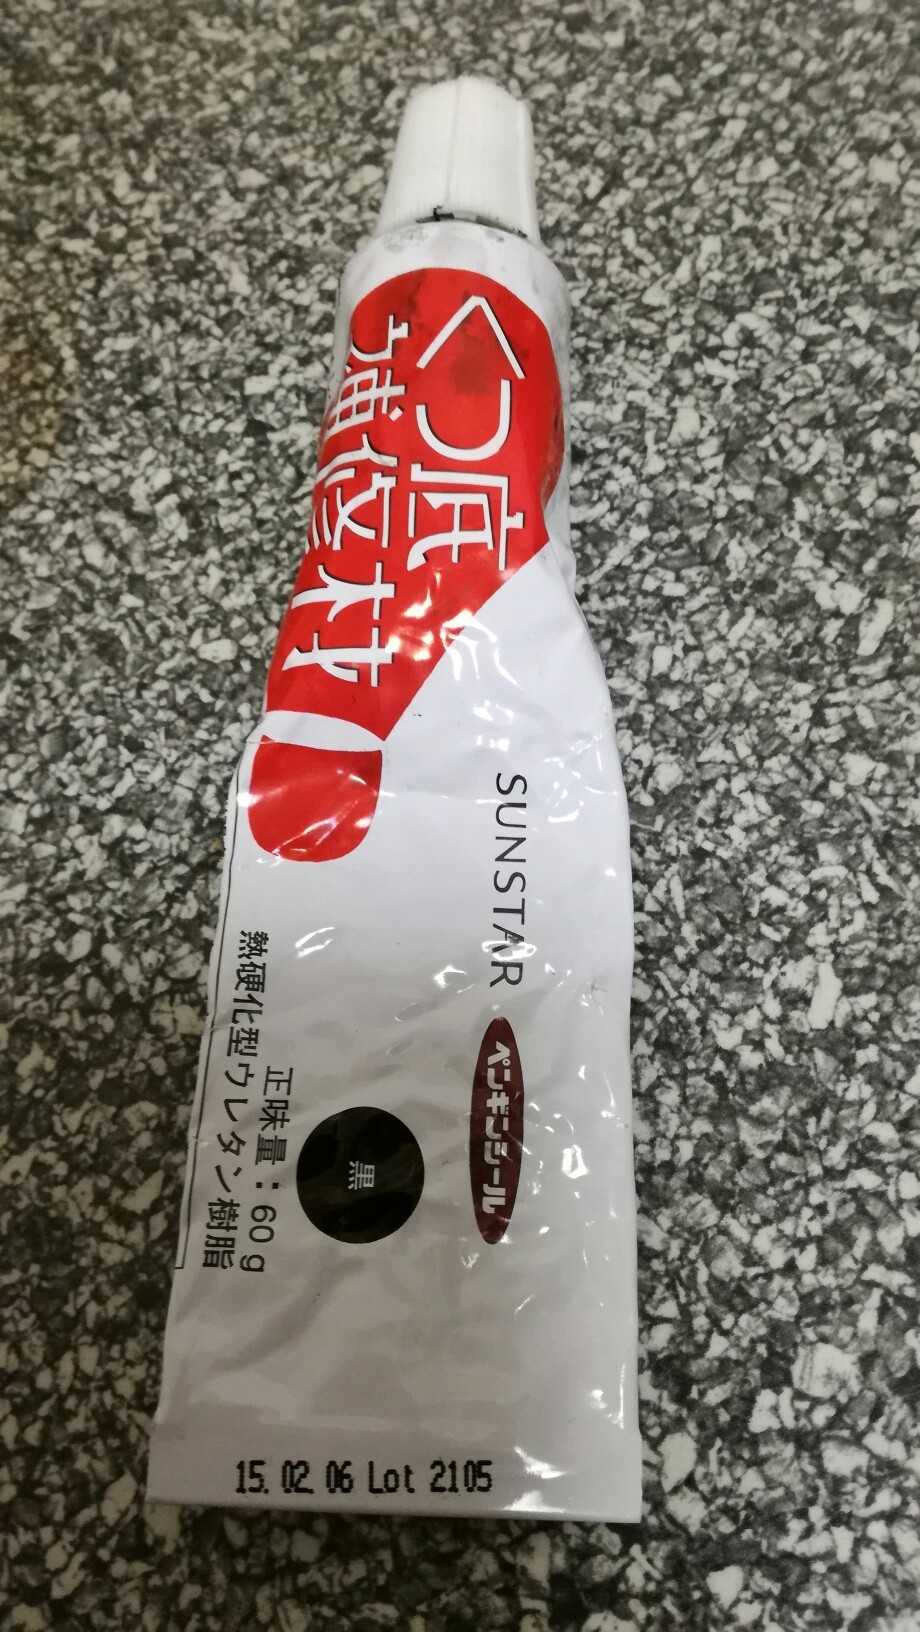 くつ底
補修材
SUNSTAR
ペンギンシール
黒
正味量：60g
熱硬化型ウレタン樹脂
15.02.06 Lot 2105